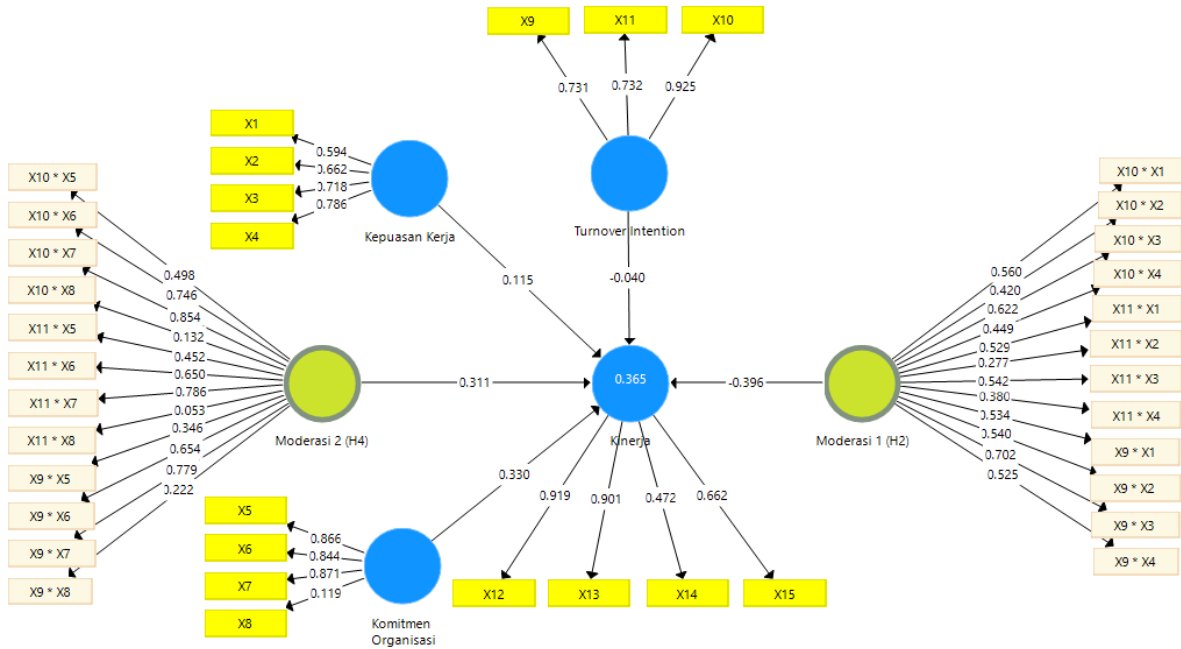 X9
X11
X10
0.731
0.732
0.925
Turnover Intention
X1
X2
X3
X4
0.594
0.662
0.718
0.786
Kepuasan Kerja
0.115
-0.040
X10 * X5
X10 * X6
X10 * X7
X10 * X8
X11 * X5
X11 * X6
X11 * X7
X11 * X8
X9 * X5
X9 * X6
X9 * X7
X9 * X8
0.498
0.746
0.854
0.132
0.452
0.650
0.786
0.053
0.346
0.654
0.779
0.222
Moderasi 2 (H4)
0.311
0.365
Kinerja
-0.396
Moderasi 1 (H2)
0.560
0.420
0.622
0.449
0.529
0.277
0.542
0.380
0.534
0.540
0.702
0.525
X10 * X1
X10 * X2
X10 * X3
X10 * X4
X11 * X1
X11 * X2
X11 * X3
X11 * X4
X9 * X1
X9 * X2
X9 * X3
X9 * X4
X5
X6
X7
X8
0.866
0.844
0.871
0.119
Komitmen
Organisasi
0.330
0.919
0.901
0.472
0.662
X12
X13
X14
X15